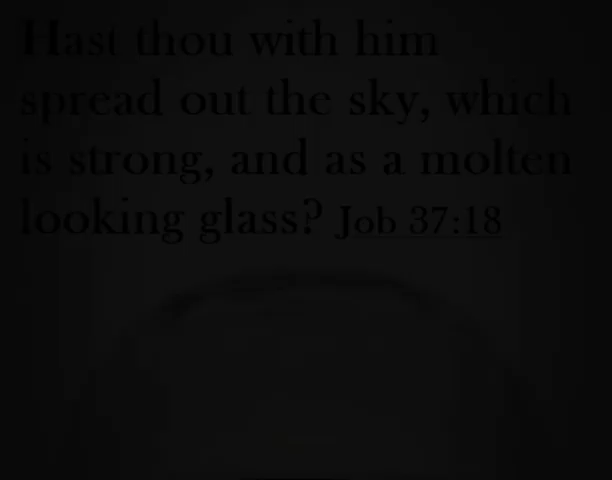 Hast thou with him
spread out the sky, which
is strong, and as a molten
looking glass? Job 37:18